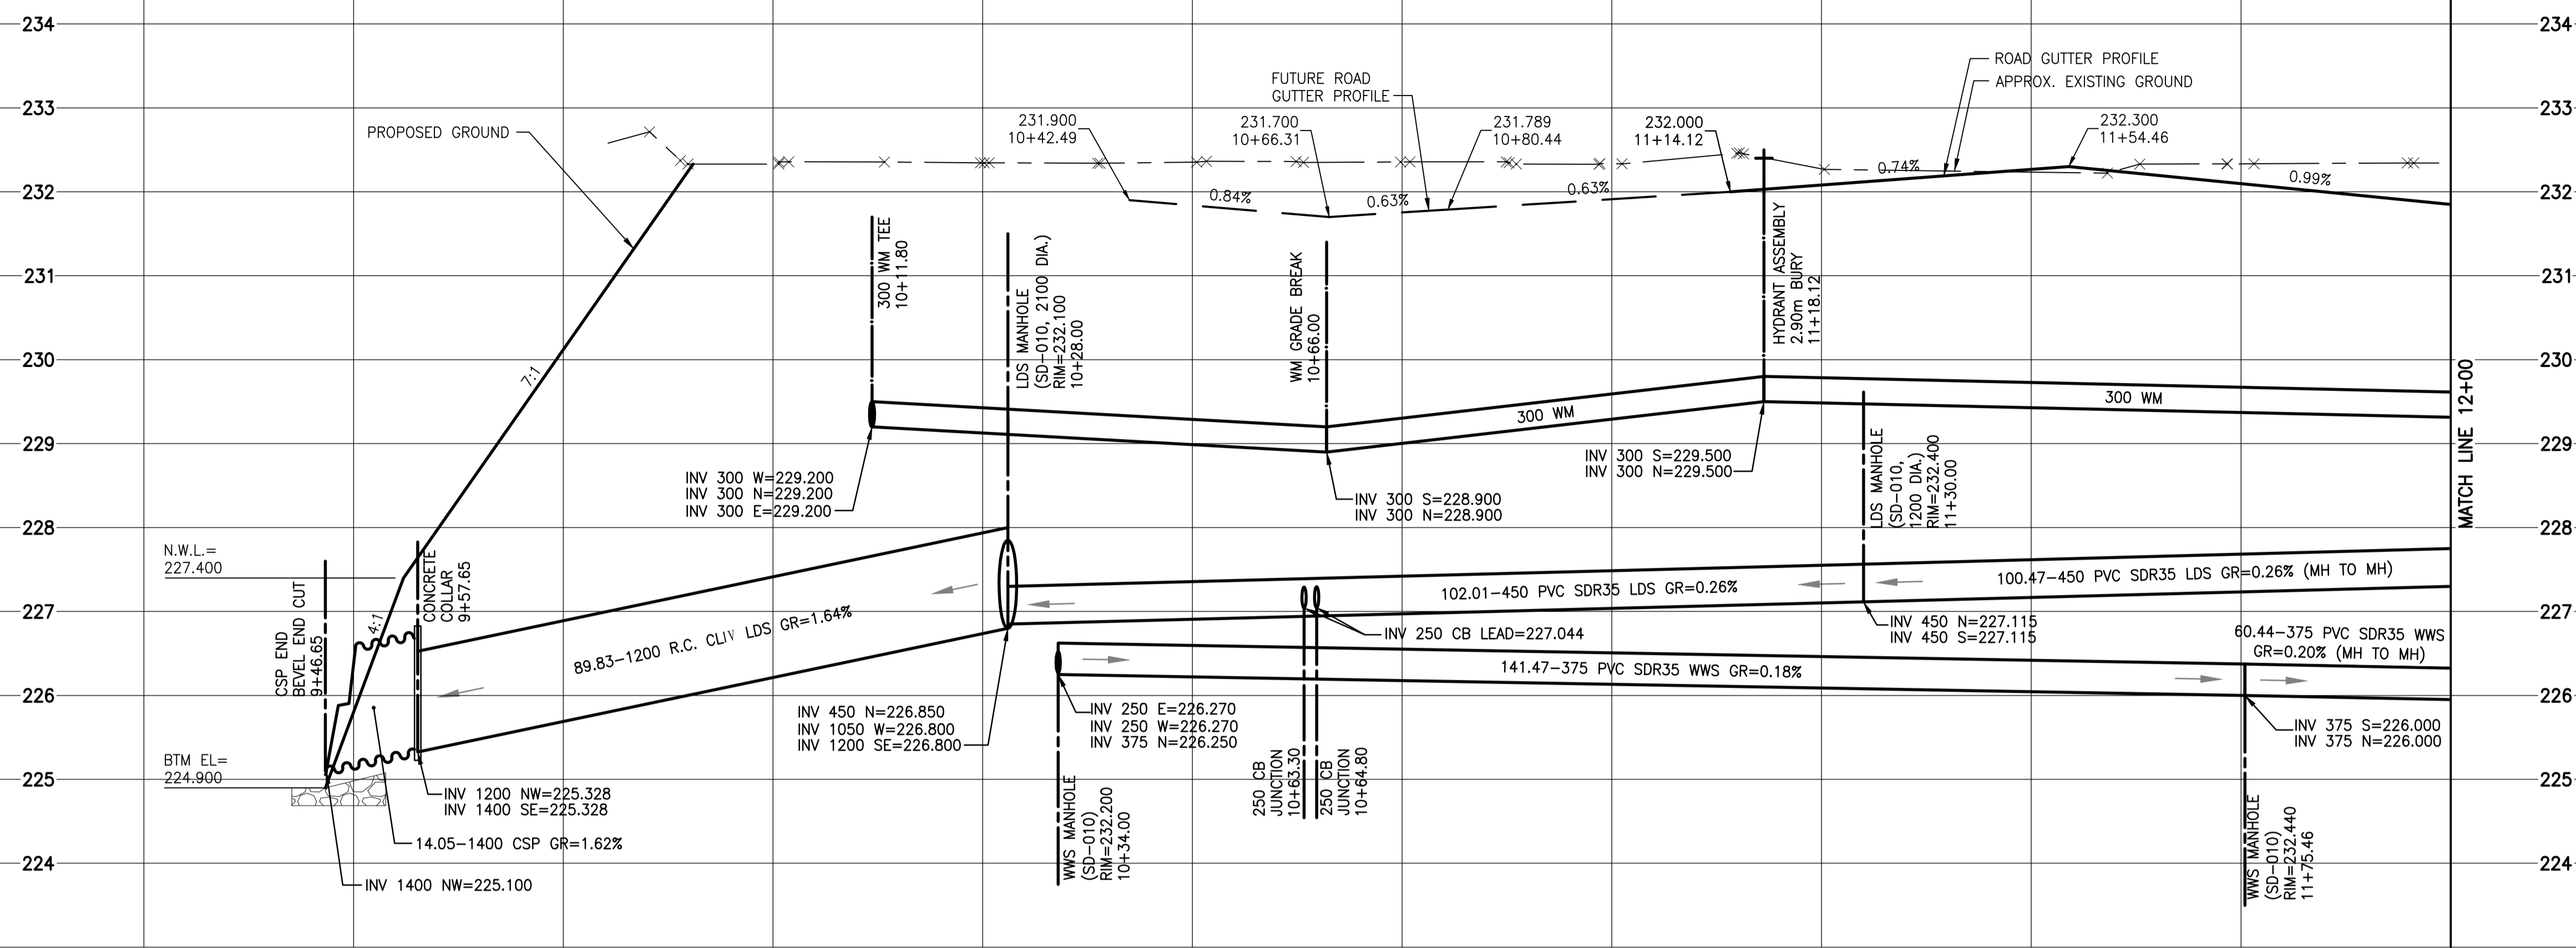 234
234
233
233
232
232
231
231
230
230
229
229
228
228
227
227
226
226
225
225
224
224
PROPOSED GROUND
7:1
4:1
N.W.L.=
227.400
BTM EL=
224.900
CSP END
BEVEL END CUT
9+46.65
CONCRETE
COLLAR
9+57.65
INV 1200 NW=225.328
INV 1400 SE=225.328
14.05-1400 CSP GR=1.62%
INV 1400 NW=225.100
89.83-1200 R.C. CLIV LDS GR=1.64%
300 WM TEE
10+11.80
INV 300 W=229.200
INV 300 N=229.200
INV 300 E=229.200
LDS MANHOLE
(SD-010, 2100 DIA.)
RIM=232.100
10+28.00
INV 450 N=226.850
INV 1050 W=226.800
INV 1200 SE=226.800
WWS MANHOLE
(SD-010)
RIM=232.200
10+34.00
INV 250 E=226.270
INV 250 W=226.270
INV 375 N=226.250
231.900
10+42.49
0.84%
231.700
10+66.31
FUTURE ROAD
GUTTER PROFILE
0.63%
231.789
10+80.44
0.63%
232.000
11+14.12
0.74%
ROAD GUTTER PROFILE
APPROX. EXISTING GROUND
232.300
11+54.46
0.99%
WM GRADE BREAK
10+66.00
INV 300 S=228.900
INV 300 N=228.900
300 WM
INV 300 S=229.500
INV 300 N=229.500
HYDRANT ASSEMBLY
2.90m BURY
11+18.12
300 WM
LDS MANHOLE
(SD-010,
1200 DIA.)
RIM=232.400
11+30.00
102.01-450 PVC SDR35 LDS GR=0.26%
100.47-450 PVC SDR35 LDS GR=0.26% (MH TO MH)
INV 250 CB LEAD=227.044
INV 450 N=227.115
INV 450 S=227.115
250 CB
JUNCTION
10+63.30
250 CB
JUNCTION
10+64.80
141.47-375 PVC SDR35 WWS GR=0.18%
60.44-375 PVC SDR35 WWS
GR=0.20% (MH TO MH)
INV 375 S=226.000
INV 375 N=226.000
WWS MANHOLE
(SD-010)
RIM=232.440
11+75.46
MATCH LINE 12+00